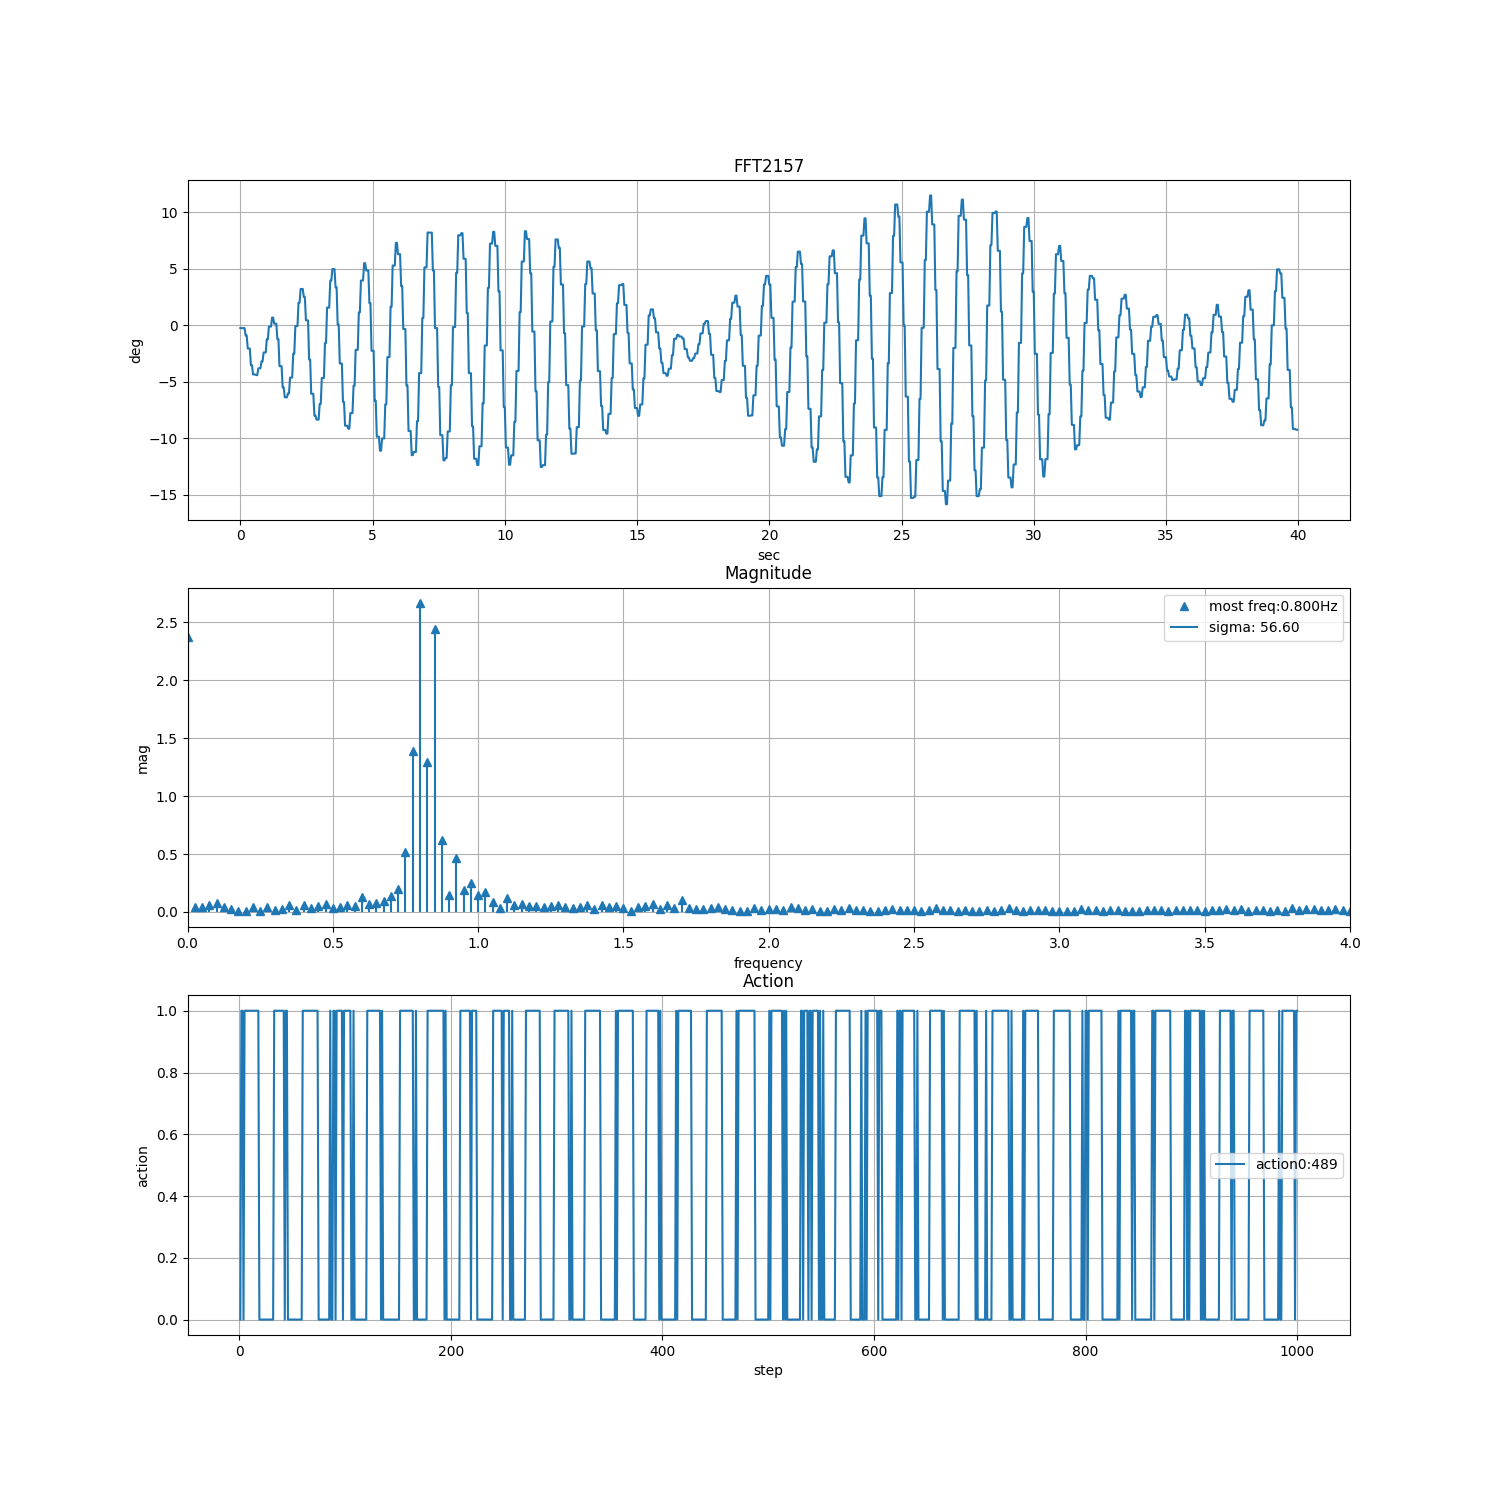 FFT2157
10
5
0
−5
−10
−15
deg
0 5 10 15 20 25 30 35 40
sec
Magnitude
most freq:0.800Hz
sigma: 56.60
2.5
2.0
1.5
1.0
0.5
0.0
mag
0.0 0.5 1.0 1.5 2.0 2.5 3.0 3.5 4.0
frequency
Action
1.0
0.8
0.6
0.4
0.2
0.0
action
action0:489
0 200 400 600 800 1000
step